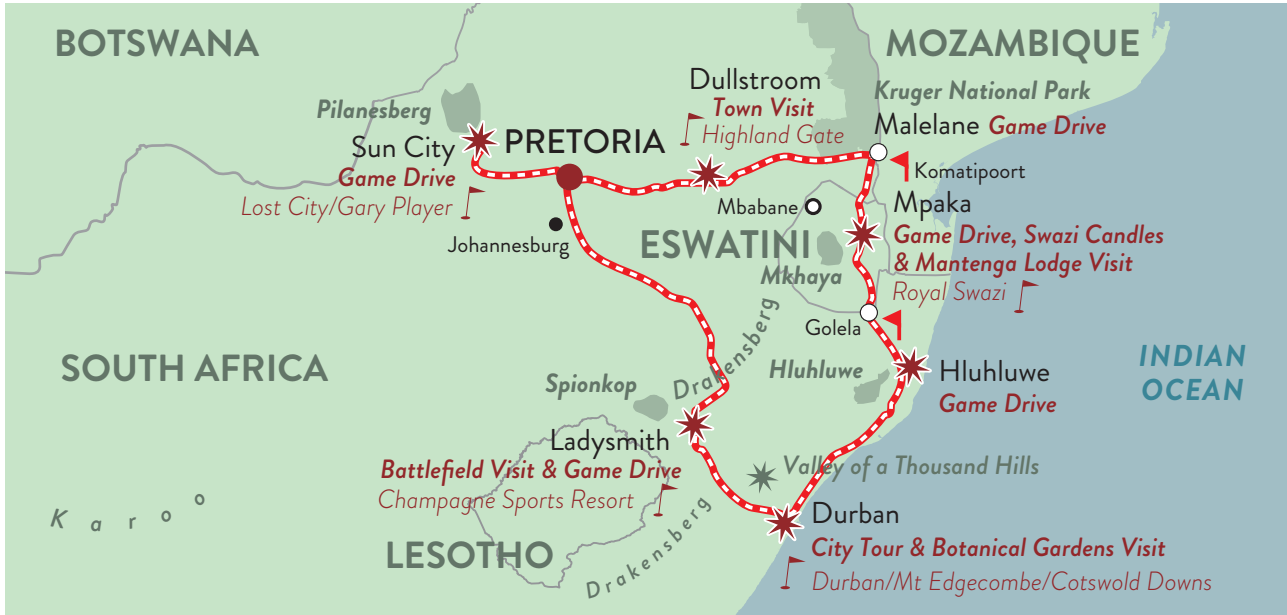 BOTSWANA
MOZAMBIQUE
Dullstroom
Town Visit
Highland Gate
Kruger National Park
Malelane Game Drive
Komatipoort
Pilanesberg
Sun City
Game Drive
Lost City/Gary Player
PRETORIA
Johannesburg
Mbabane
ESWATINI
Mkhaya
Mpaka
Game Drive, Swazi Candles
& Mantenga Lodge Visit
Royal Swazi
Golela
SOUTH AFRICA
Drakensberg
Hluhluwe
Hluhluwe
Game Drive
INDIAN
OCEAN
Spionkop
Ladysmith
Battlefield Visit & Game Drive
Champagne Sports Resort
Valley of a Thousand Hills
Karoo
LESOTHO
Drakensberg
Durban
City Tour & Botanical Gardens Visit
Durban/Mt Edgecombe/Cotswold Downs